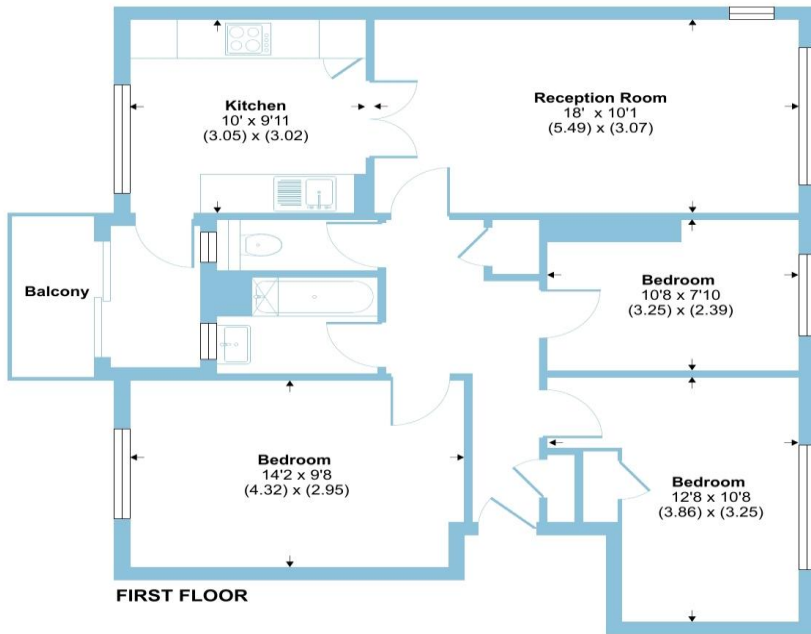 Kitchen
10' x 9'11
(3.05) x (3.02)
Reception Room
18' x 10'1
(5.49) x (3.07)
Balcony
Bedroom
10'8 x 7'10
(3.25) x (2.39)
Bedroom
14'2 x 9'8
(4.32) x (2.95)
Bedroom
12'8 x 10'8
(3.86) x (3.25)
FIRST FLOOR